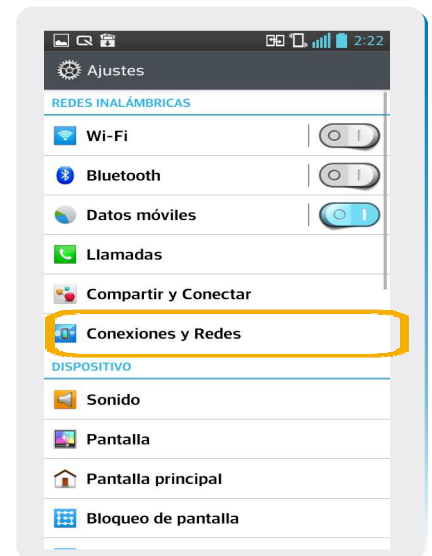 2:22
Ajustes
REDES INALÁMBRICAS
Wi-Fi
Bluetooth
Datos móviles
Llamadas
Compartir y Conectar
Conexiones y Redes
DISPOSITIVO
Sonido
Pantalla
Pantalla principal
Bloqueo de pantalla